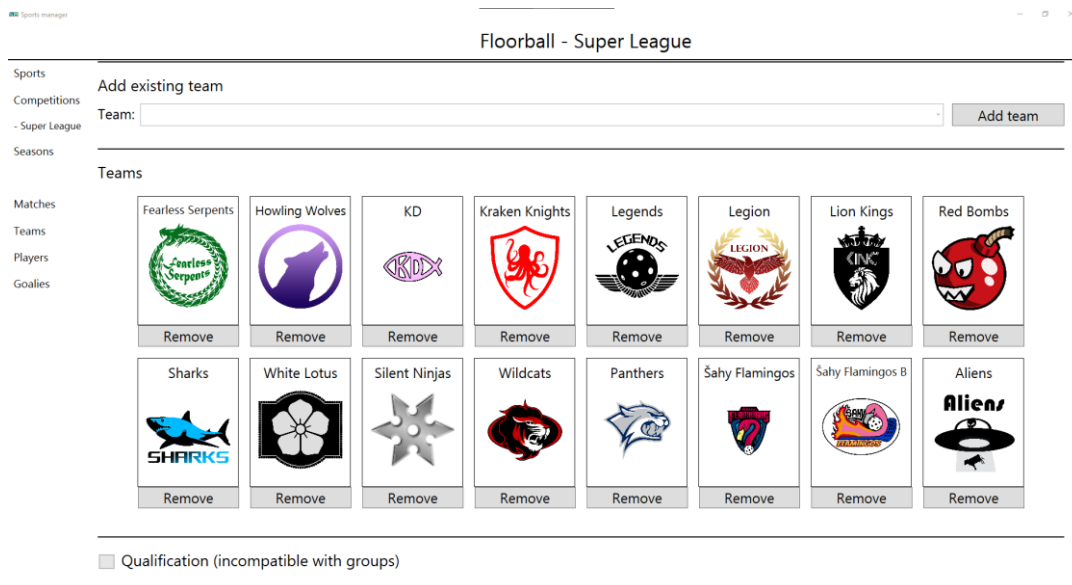 Sports manager
Floorball - Super League
Sports
Competitions
- Super League
Seasons
Matches
Teams
Players
Goalies
Add existing team
Team:
Add team
Teams
Fearless Serpents
Howling Wolves
KD
Kraken Knights
Legends
Legion
Lion Kings
Red Bombs
Fearless
Serpents
KD
LEGENDS
LEGION
KING
Remove
Remove
Remove
Remove
Remove
Remove
Remove
Remove
Sharks
White Lotus
Silent Ninjas
Wildcats
Panthers
Šahy Flamingos
Šahy Flamingos B
Aliens
SHARKS
SAHY
FLAMINGOS
Aliens
Remove
Remove
Remove
Remove
Remove
Remove
Remove
Remove
Qualification (incompatible with groups)